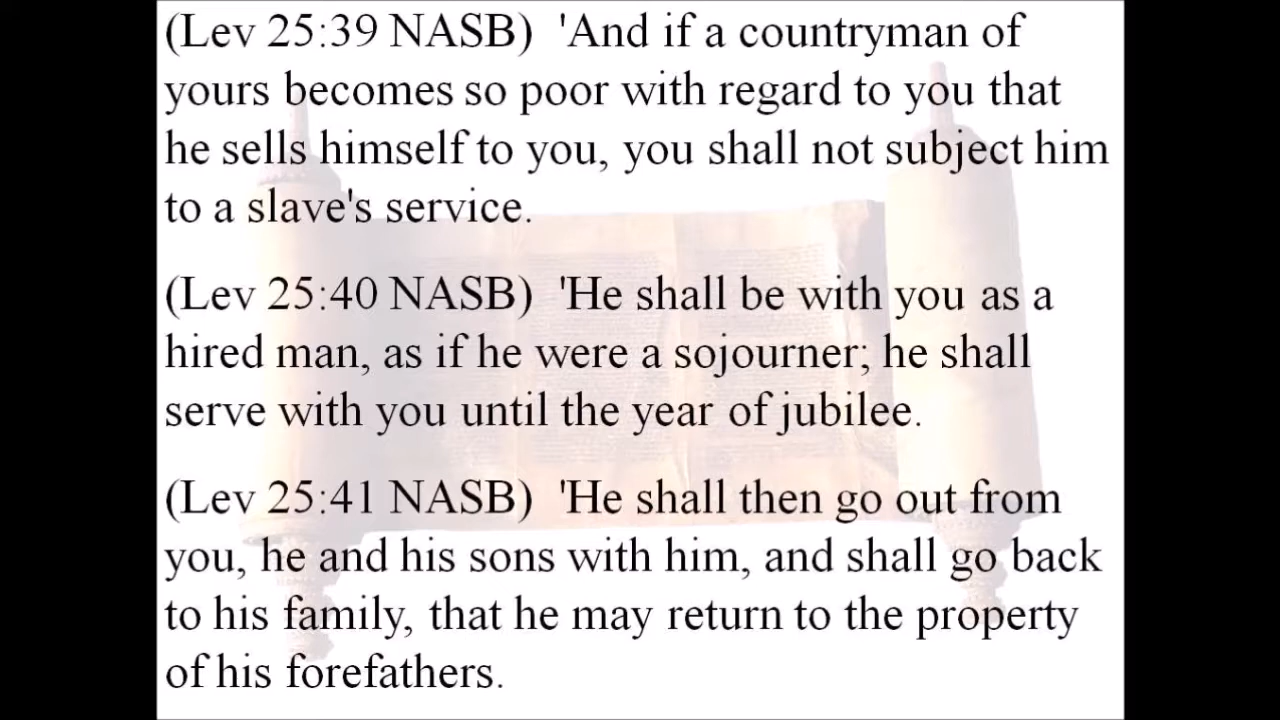 (Lev 25:39 NASB)  'And if a countryman of
yours becomes so poor with regard to you that
he sells himself to you, you shall not subject him
to a slave's service.
(Lev 25:40 NASB)  'He shall be with you as a
hired man, as if he were a sojourner; he shall
serve with you until the year of jubilee.
(Lev 25:41 NASB)  'He shall then go out from
you, he and his sons with him, and shall go back
to his family, that he may return to the property
of his forefathers.